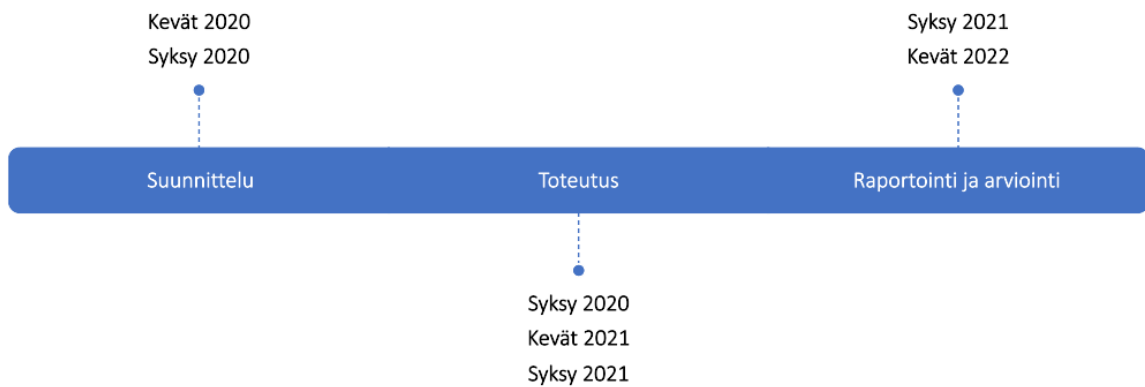 Kevät 2020
Syksy 2020
Syksy 2021
Kevät 2022
Suunnittelu
Toteutus
Raportointi ja arviointi
Syksy 2020
Kevät 2021
Syksy 2021